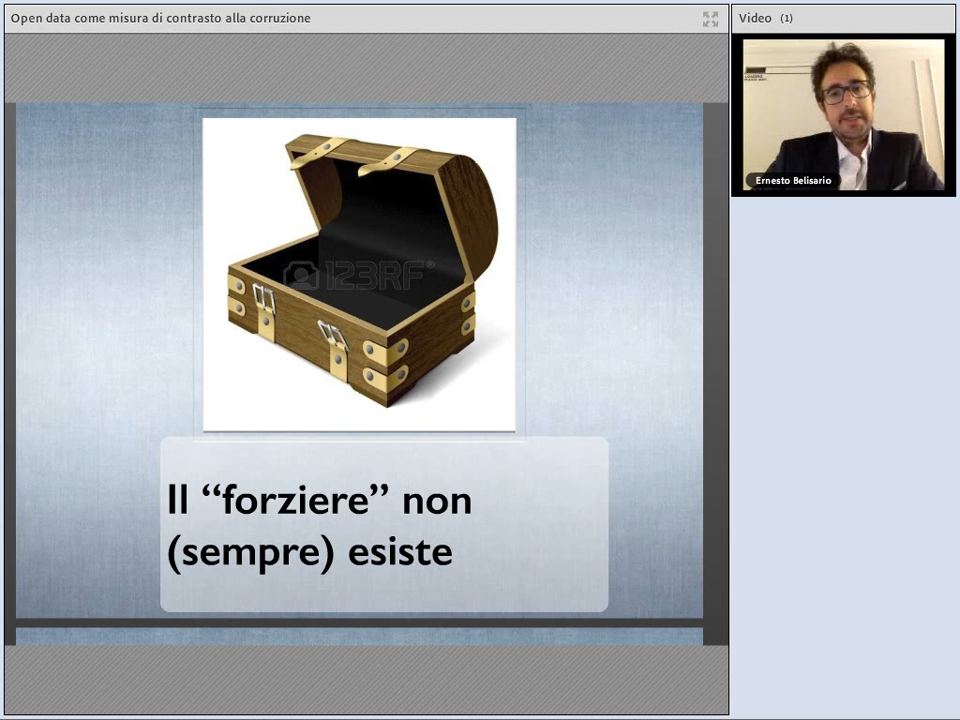 Open data come misura di contrasto alla corruzione
Video (1)
Ernesto Belisario
123RF®
Il “forziere” non
(sempre) esiste